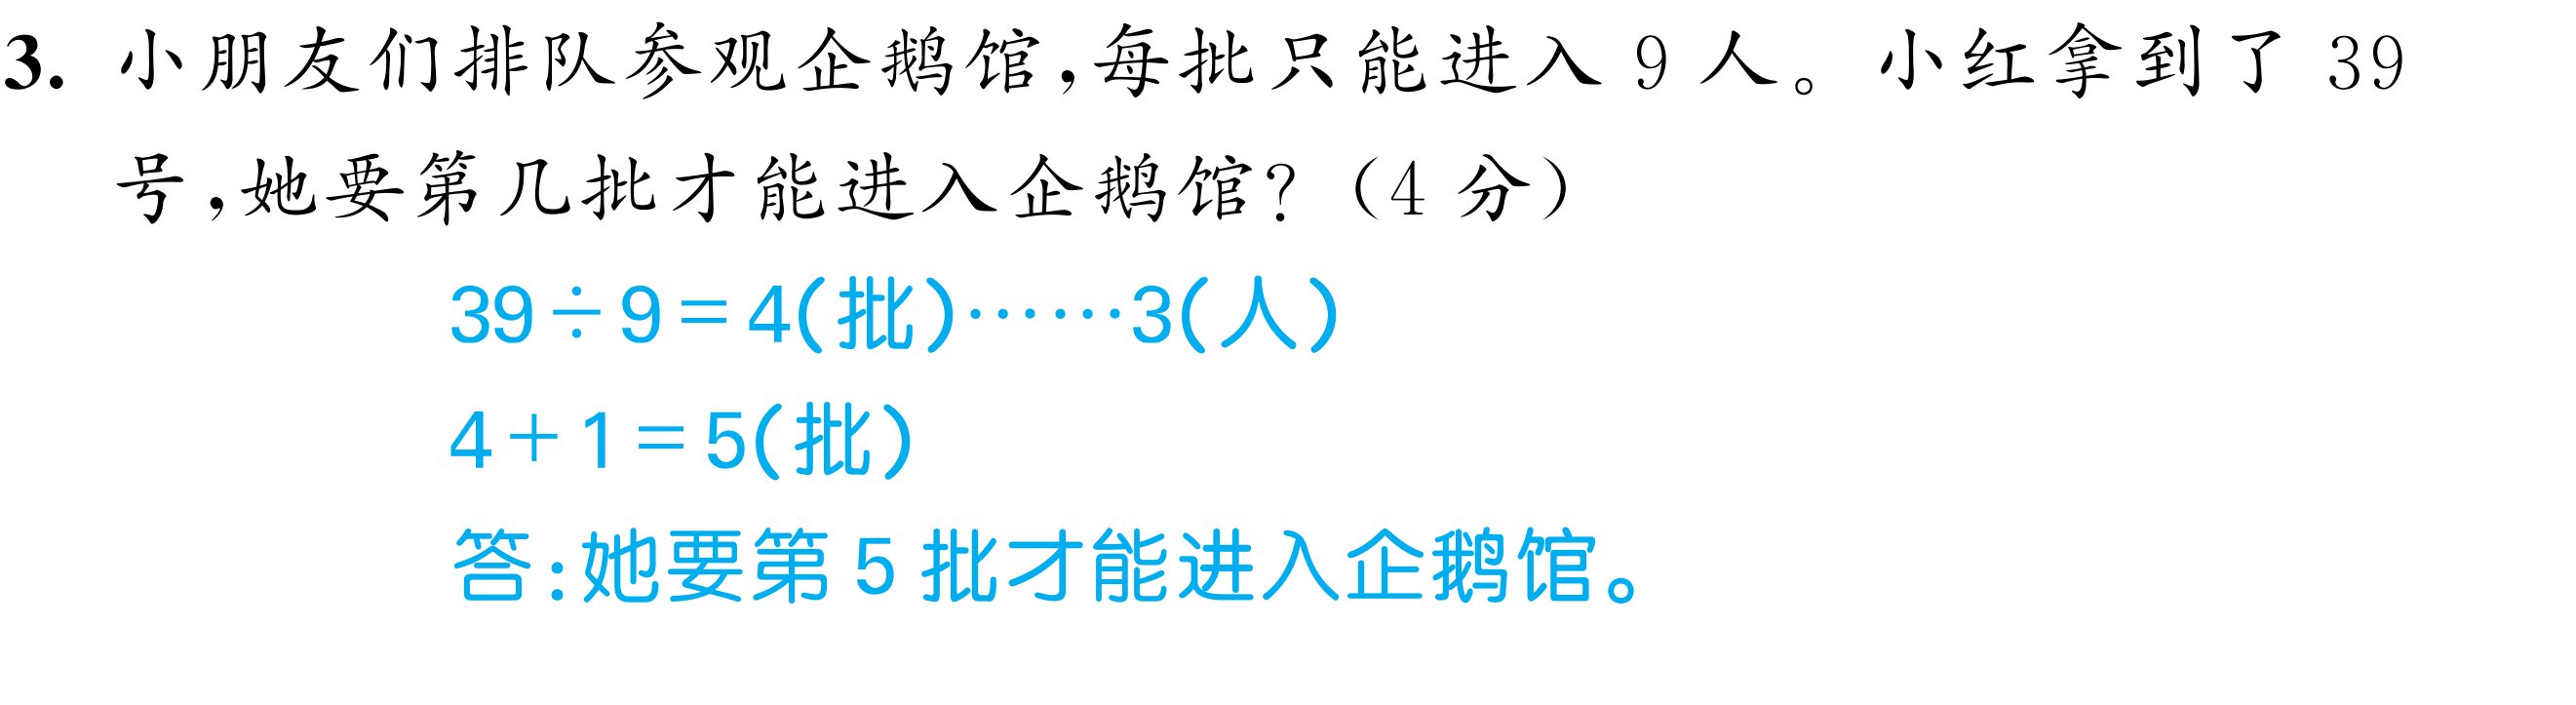 3. 小朋友们排队参观企鹅馆,每批只能进入 9 人。小红拿到了 39
号,她要第几批才能进入企鹅馆?(4 分)
39÷9=4(批)……3(人)
4+1=5(批)
答:她要第 5 批才能进入企鹅馆。